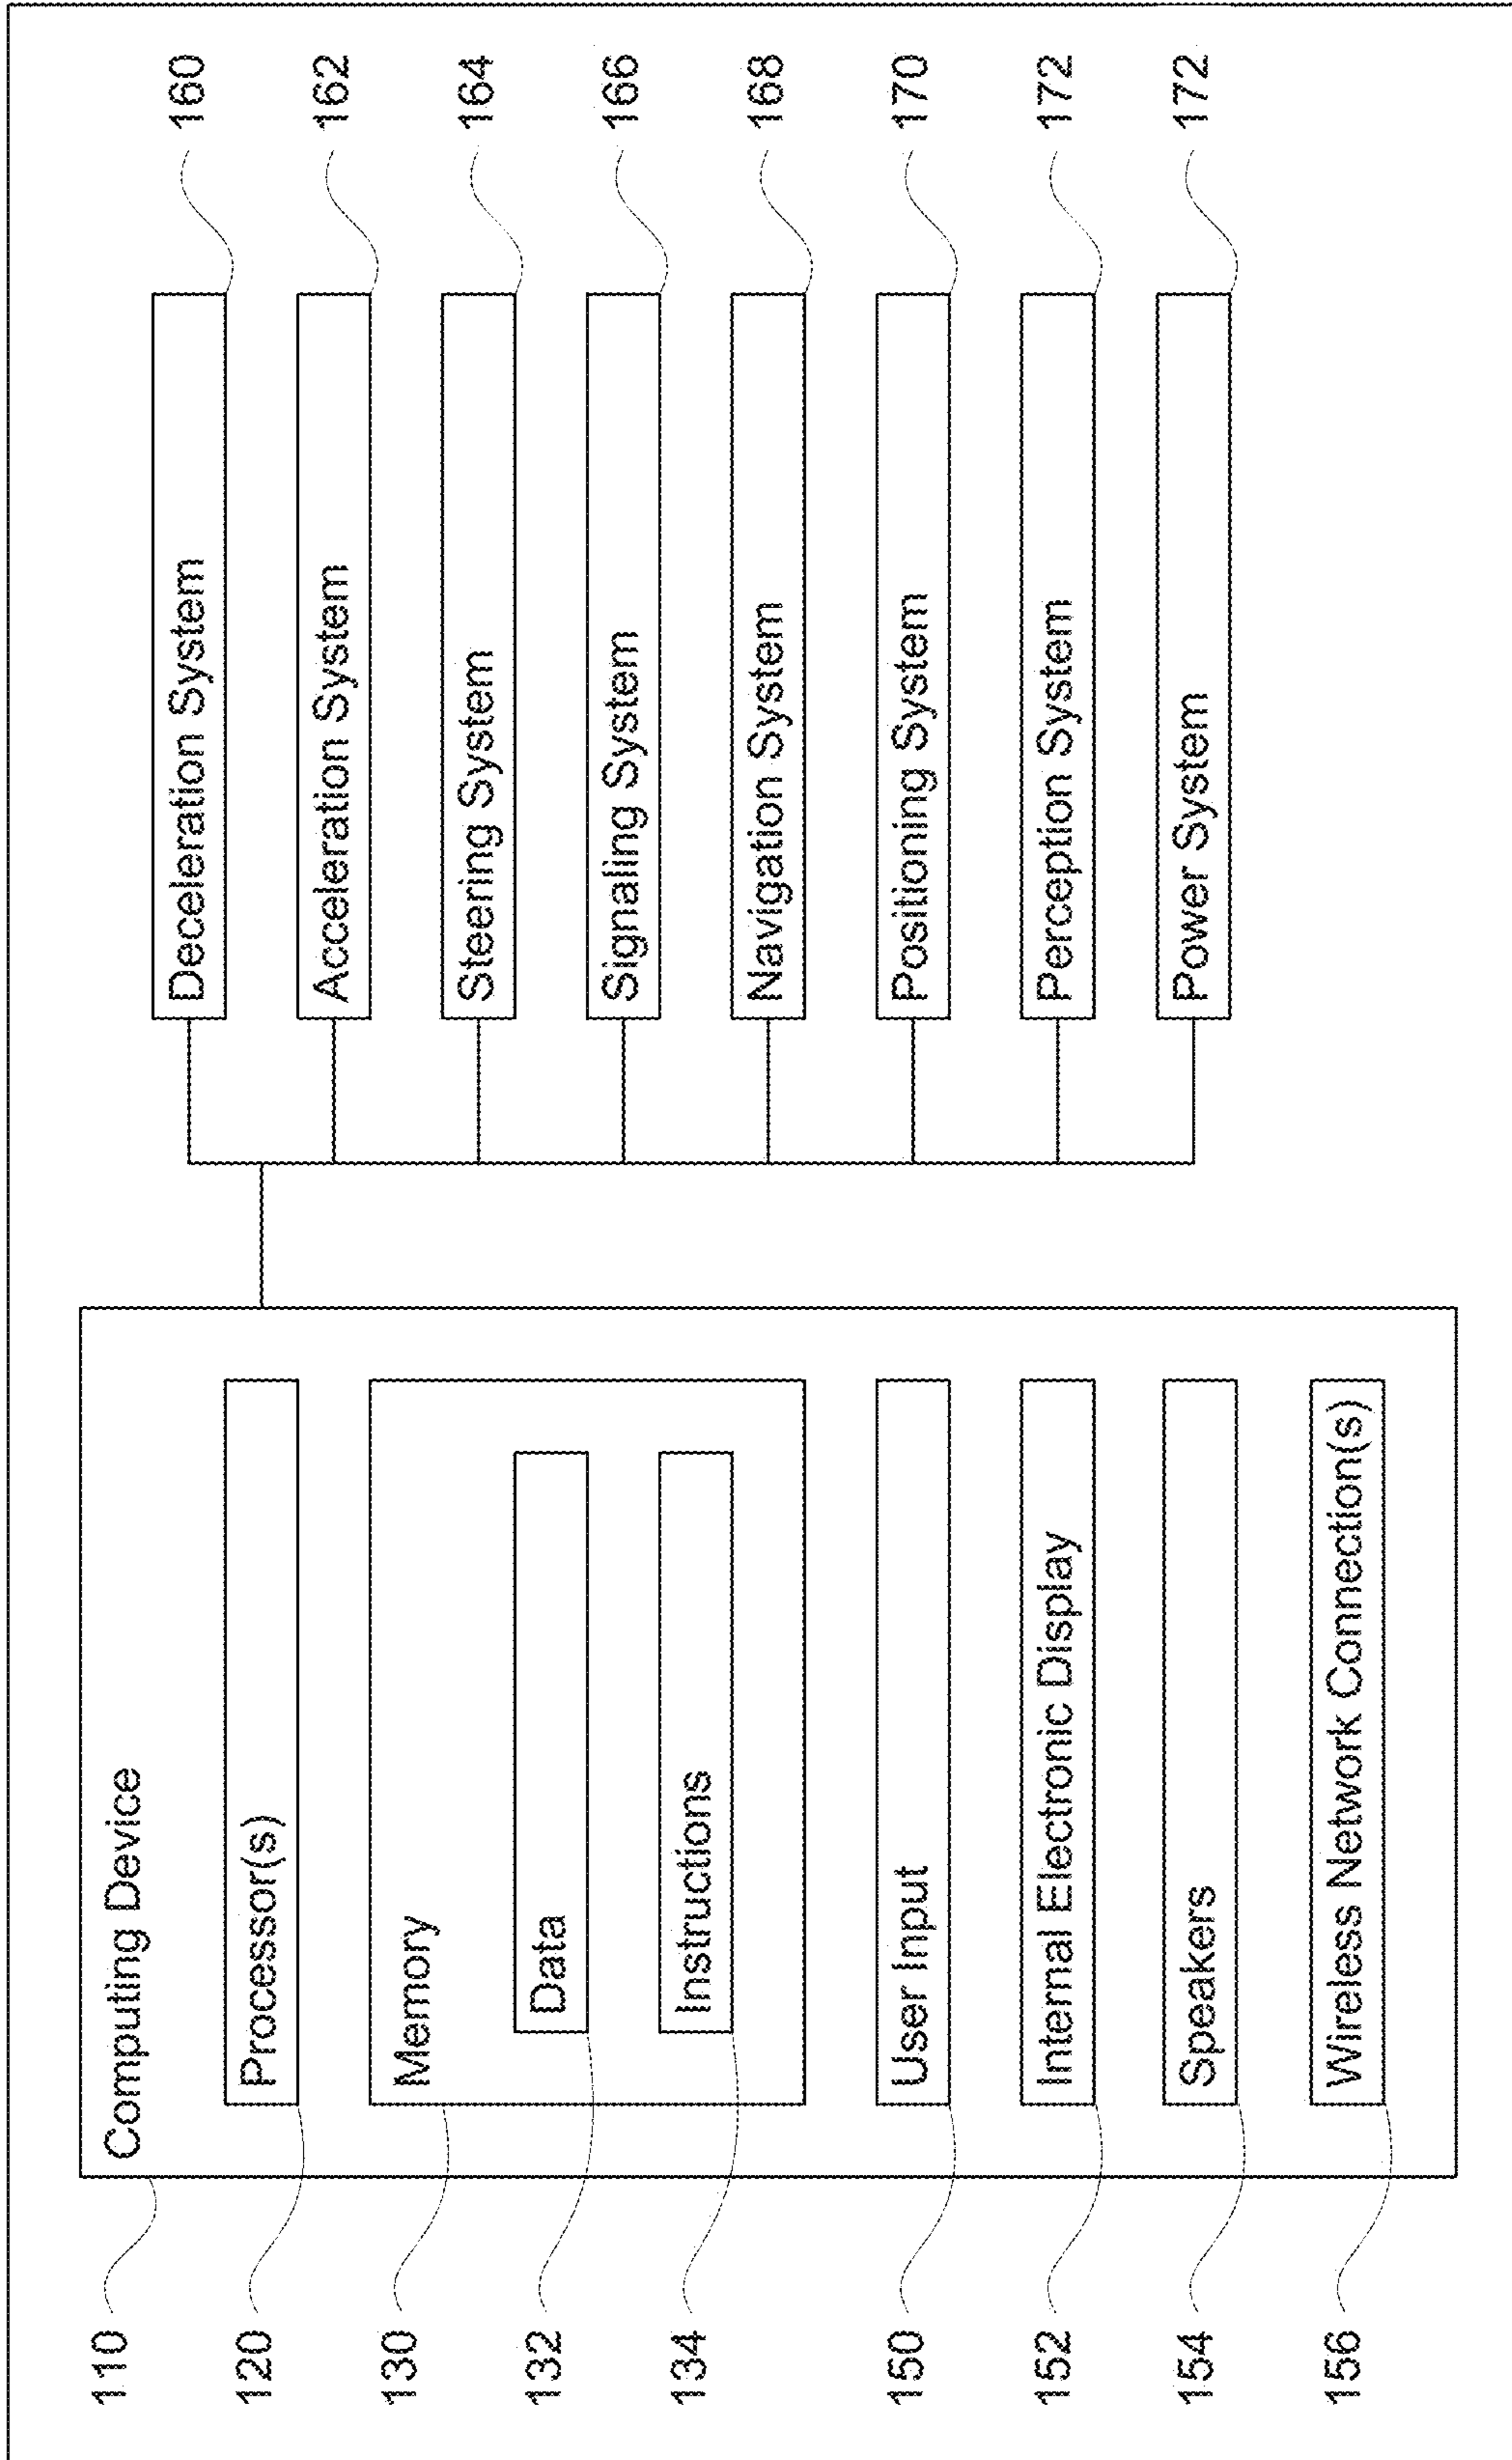 110
Computing Device
120
Processor(s)
130
Memory
132
Data
134
Instructions
150
User Input
152
Internal Electronic Display
154
Speakers
156
Wireless Network Connection(s)
Deceleration System
160
Acceleration System
162
Steering System
164
Signaling System
166
Navigation System
168
Positioning System
170
Perception System
172
Power System
172